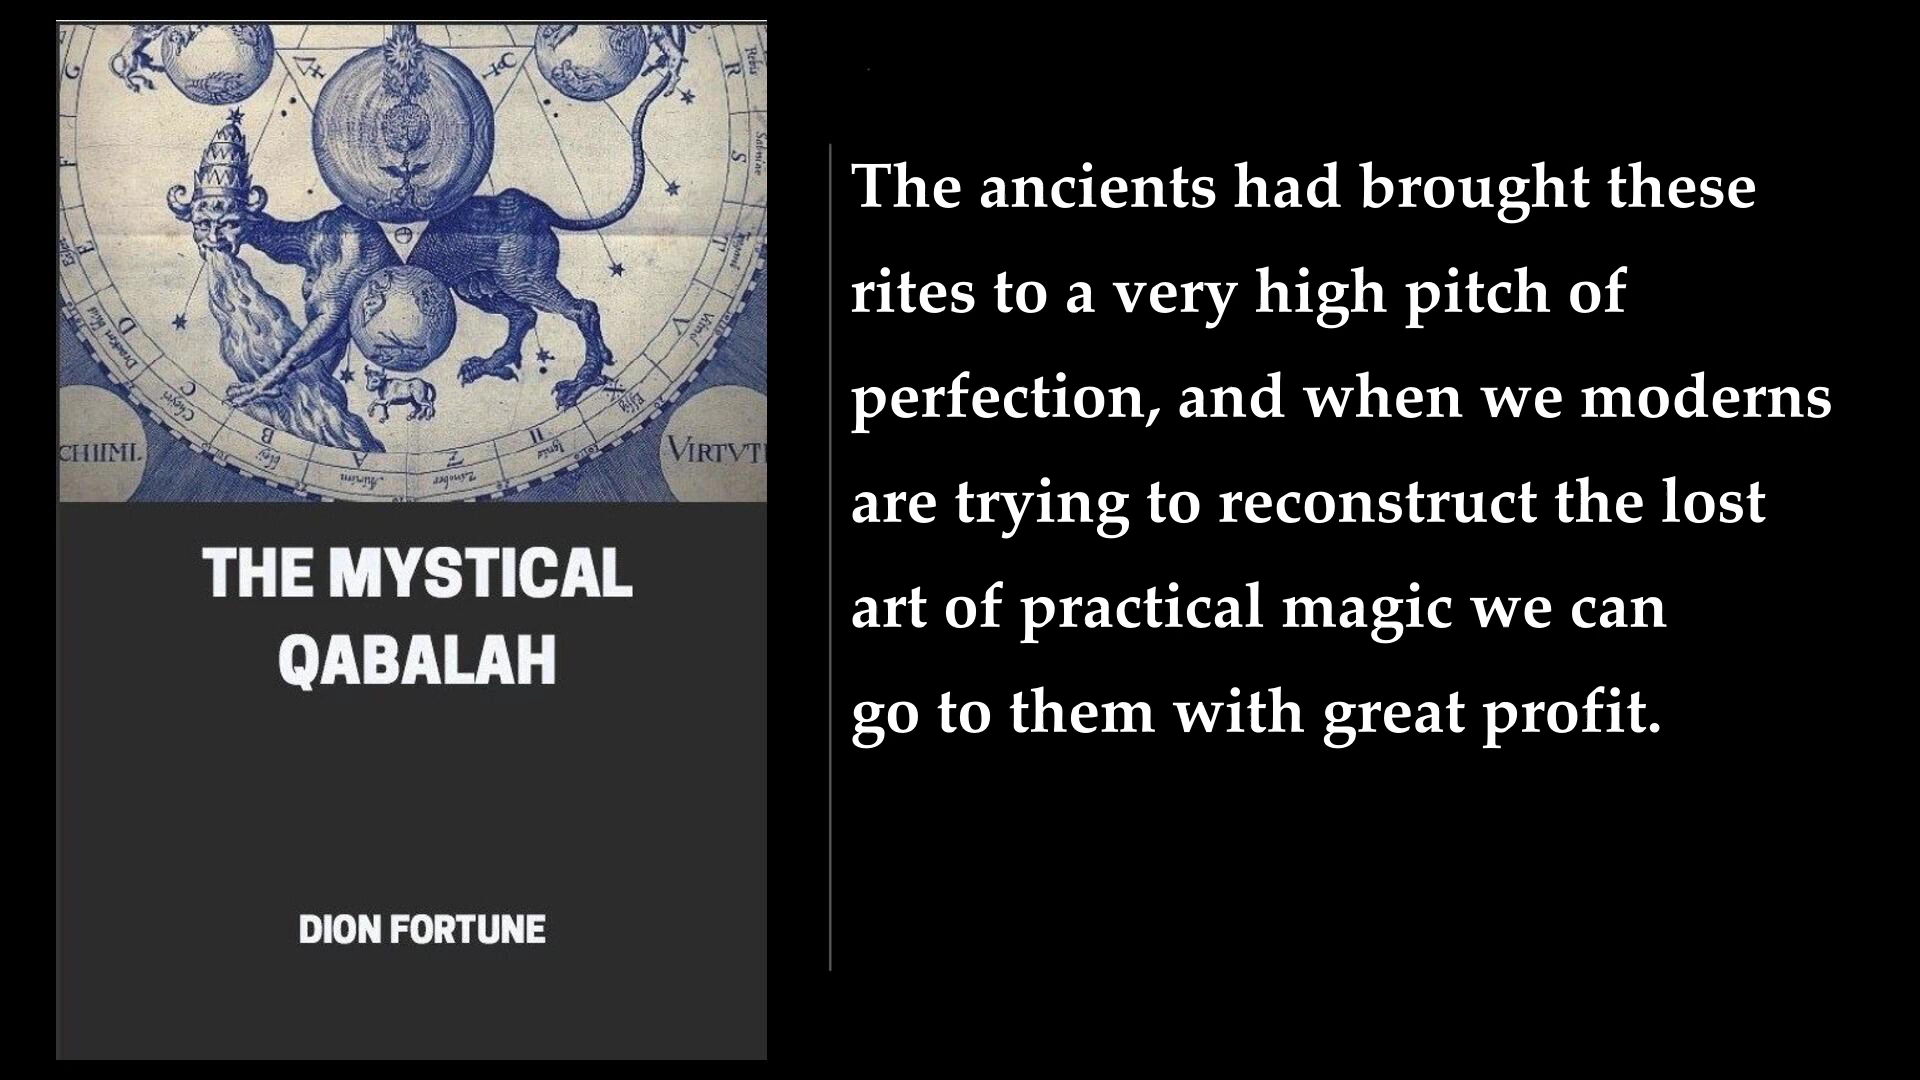 CHIIMI.
VIRTVTI
THE MYSTICAL
QABALAH
DION FORTUNE
The ancients had brought these
rites to a very high pitch of
perfection, and when we moderns
are trying to reconstruct the lost
art of practical magic we can
go to them with great profit.